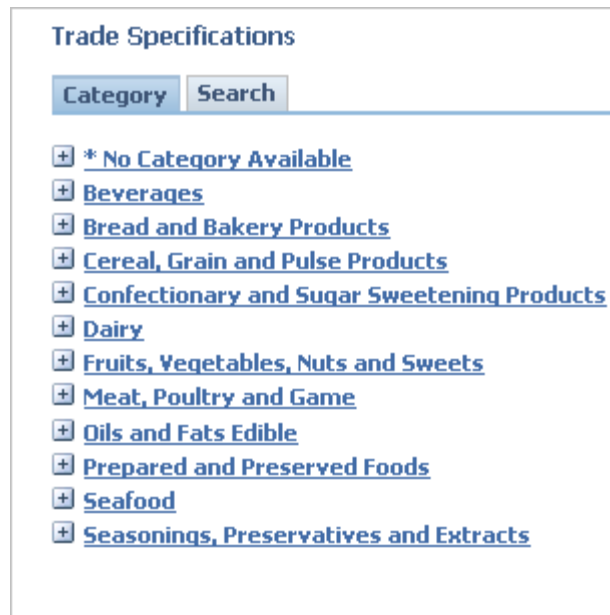 Trade Specifications
Category Search
* No Category Available
Beverages
Bread and Bakery Products
Cereal, Grain and Pulse Products
Confectionary and Sugar Sweetening Products
Dairy
Fruits, Vegetables, Nuts and Sweets
Meat, Poultry and Game
Oils and Fats Edible
Prepared and Preserved Foods
Seafood
Seasonings, Preservatives and Extracts